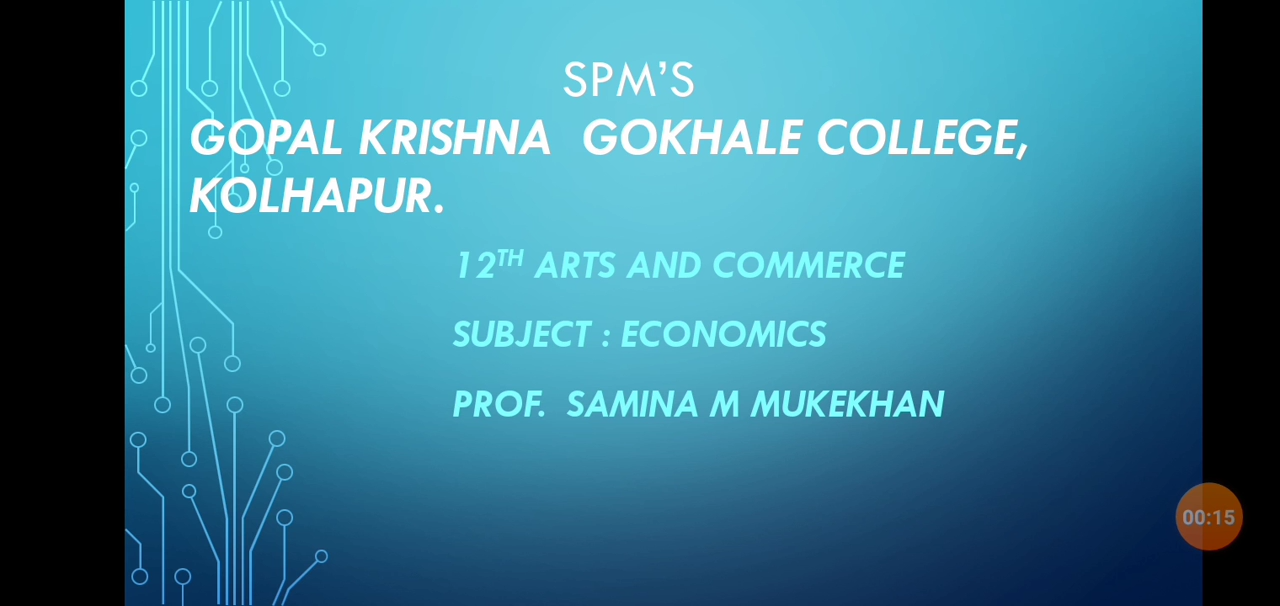 SPM’S
GOPAL KRISHNA GOKHALE COLLEGE,
KOLHAPUR.
12TH ARTS AND COMMERCE
SUBJECT : ECONOMICS
PROF. SAMINA M MUKEKHAN
00:15